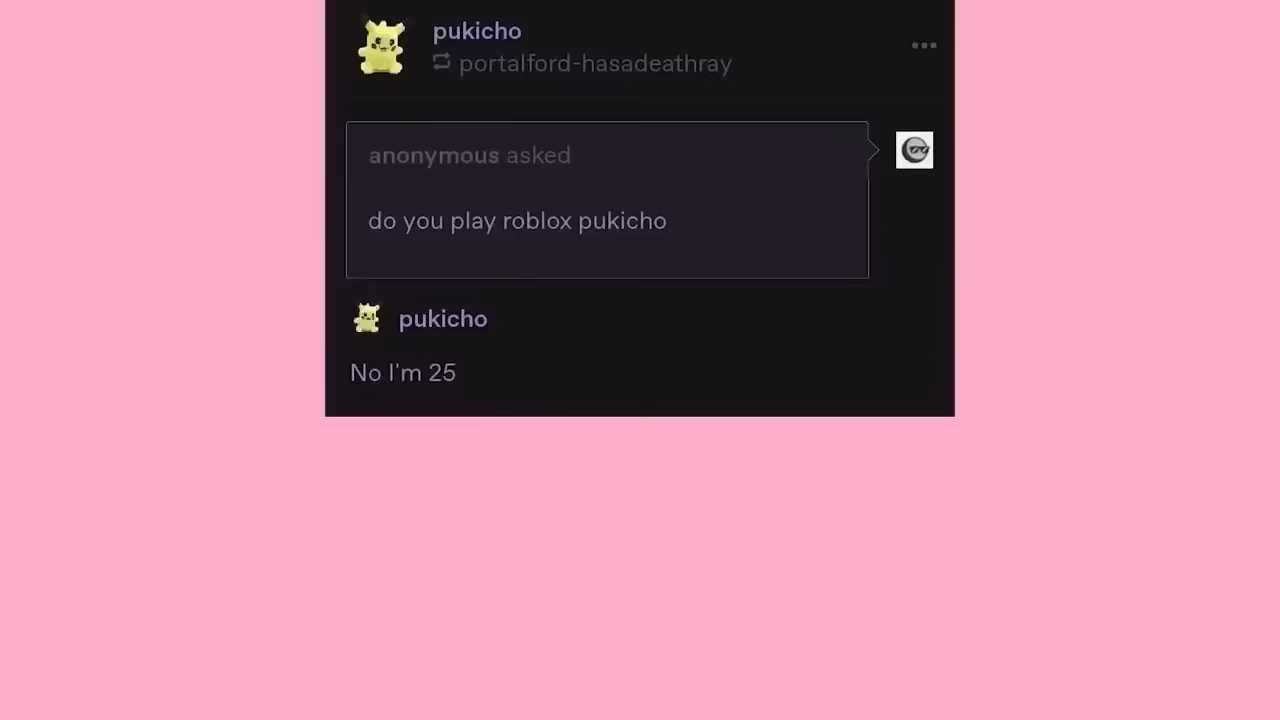 pukicho
portalford-hasadeathray
anonymous asked
do you play roblox pukicho
pukicho
No I'm 25